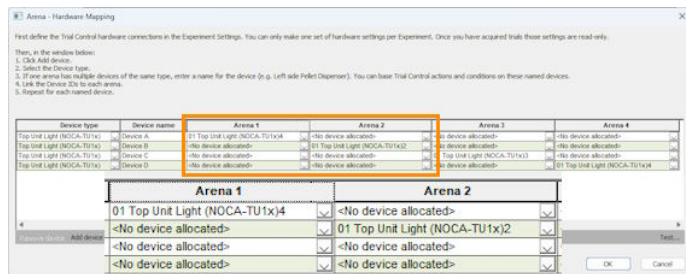 Arena - Hardware Mapping
First define the Trial Control hardware connections in the Experiment Settings. You can only make one set of hardware settings per Experiment. Once you have acquired trials those settings are read-only.
Then, in the window below:
1. Click Add device.
2. Select the Device type.
3. If one arena has multiple devices of the same type, enter a name for the device (e.g. Left side Pellet Dispenser). You can base Trial Control actions and conditions on these named devices.
4. Link the Device IDs to each arena.
5. Repeat for each named device.
Device type Device name Arena 1 Arena 2 Arena 3 Arena 4
Top Unit Light (NOCA-TU1x) Device A 01 Top Unit Light (NOCA-TU1x)4 <No device allocated> <No device allocated> <No device allocated>
Top Unit Light (NOCA-TU1x) Device B <No device allocated> 01 Top Unit Light (NOCA-TU1x)2 <No device allocated> <No device allocated>
Top Unit Light (NOCA-TU1x) Device C <No device allocated> <No device allocated> Top Unit Light (NOCA-TU1x)3 <No device allocated>
Top Unit Light (NOCA-TU1x) Device D <No device allocated> <No device allocated> <No device allocated> 01 Top Unit Light (NOCA-TU1x)4
Arena 1 Arena 2
01 Top Unit Light (NOCA-TU1x)4 <No device allocated>
<No device allocated> 01 Top Unit Light (NOCA-TU1x)2
<No device allocated> <No device allocated>
<No device allocated> <No device allocated>
Remove device Add device Test...
OK Cancel